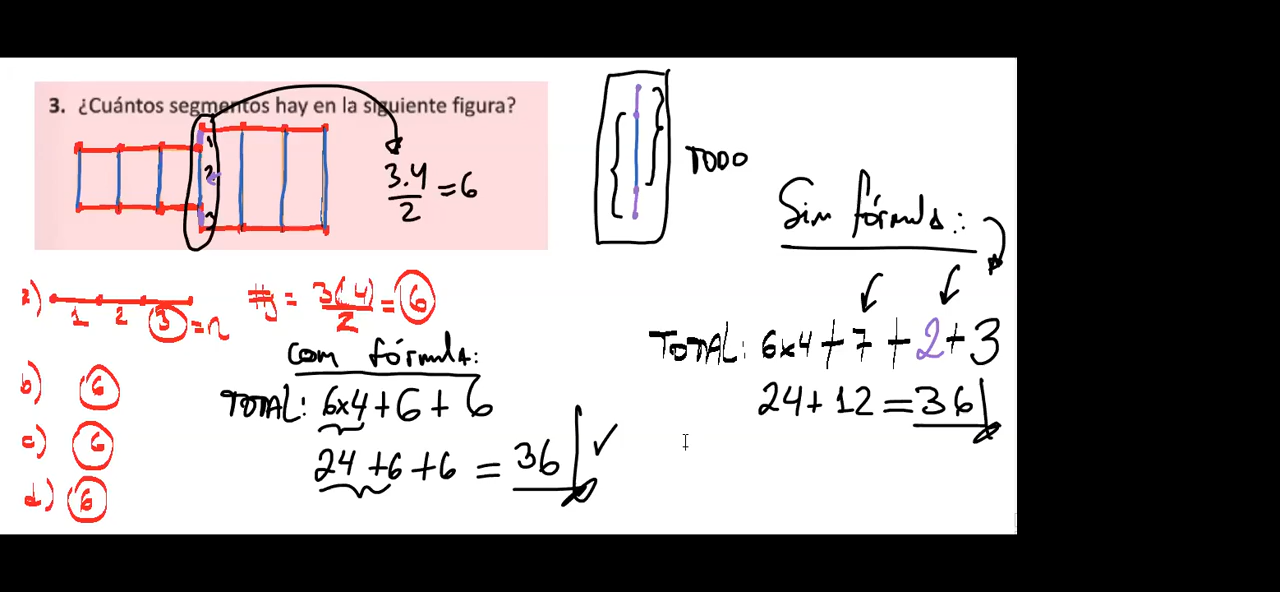 3. ¿Cuántos segmentos hay en la siguiente figura?
1
2
3
3.4/2 = 6
TODO
Sin fórmula:
a)
1 2 3 = n
#s = 3(4)/2 = 6
b) 6
c) 6
d) 6
com fórmula:
TOTAL: 6x4+6+6
24+6+6 = 36
TOTAL: 6x4+7+2+3
24+12=36